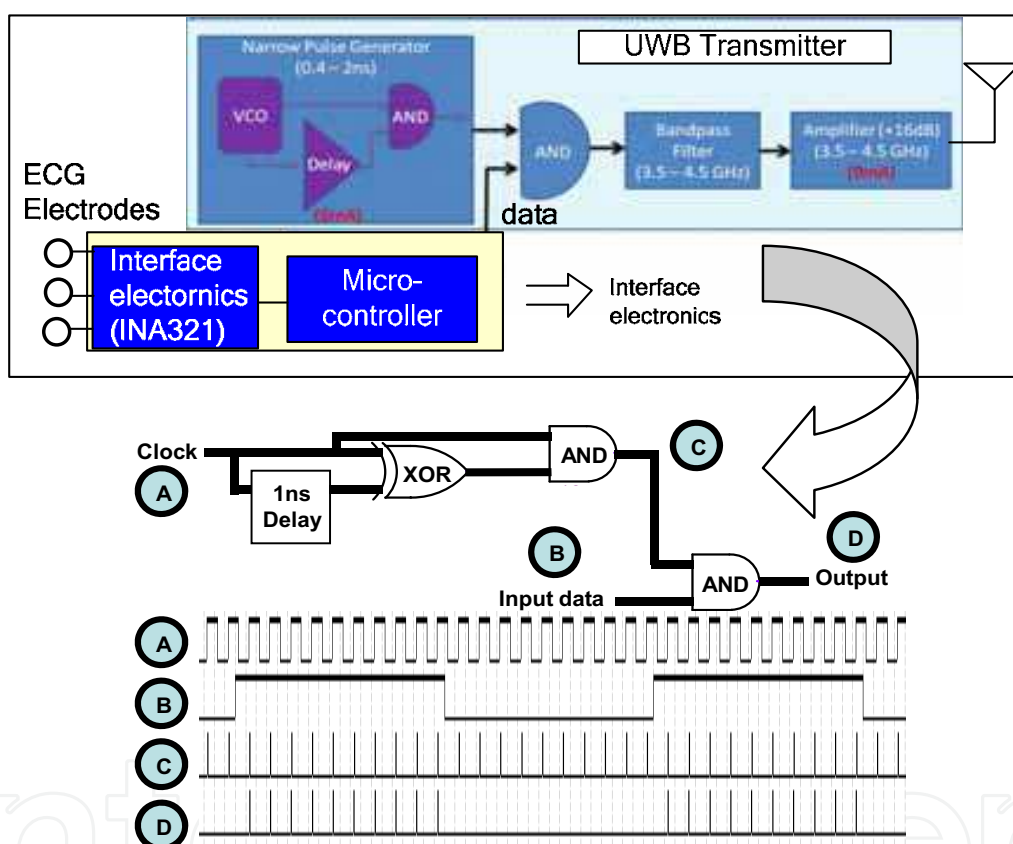 Narrow Pulse Generator
(0.4 – 2ns)
UWB Transmitter
VCO
AND
Delay
AND
Bandpass
Filter
(3.5 – 4.5 GHz)
Amplifier (+16dB)
(3.5 – 4.5 GHz)
ECG
Electrodes
data
Interface
electornics
(INA321)
Micro-
controller
Interface
electronics
Clock
A
1ns
Delay
XOR
AND
C
B
D
Input data
AND
Output
A
B
C
D